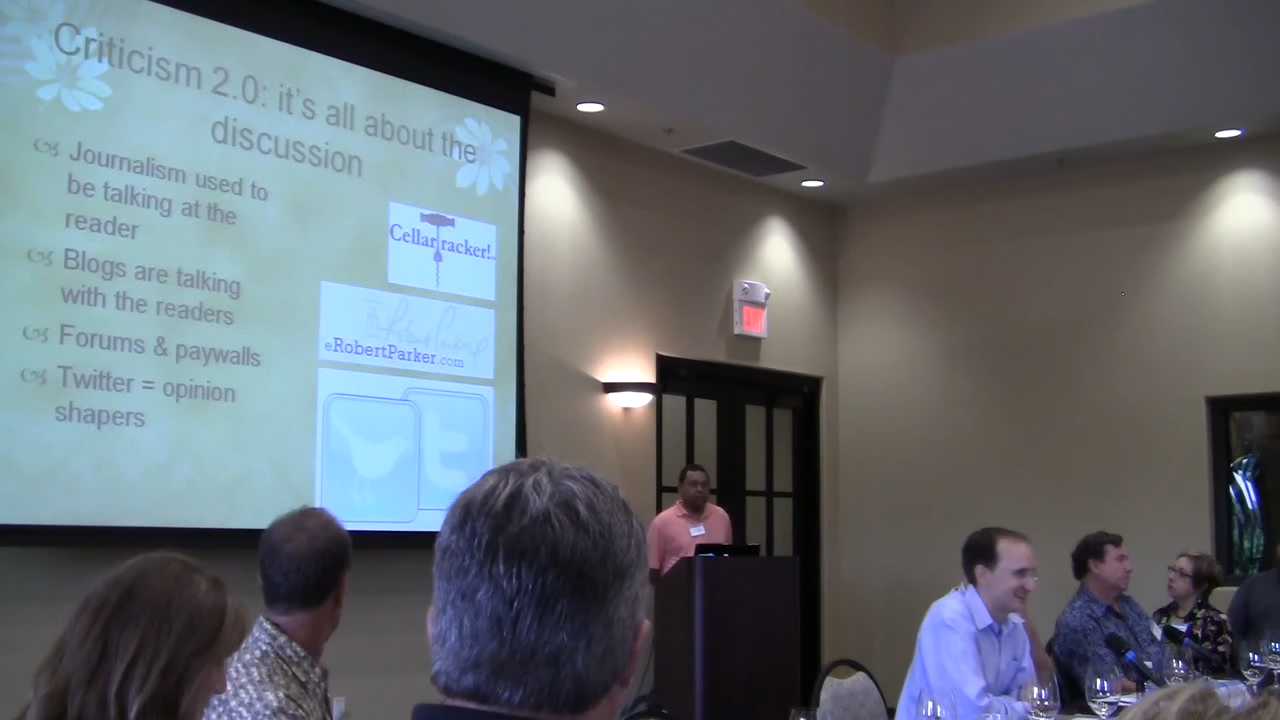 Criticism 2.0: it's all about the
discussion
Journalism used to
be talking at the
reader
Blogs are talking
with the readers
Forums & paywalls
Twitter = opinion
shapers
CellarTracker!
eRobertParker.com
t